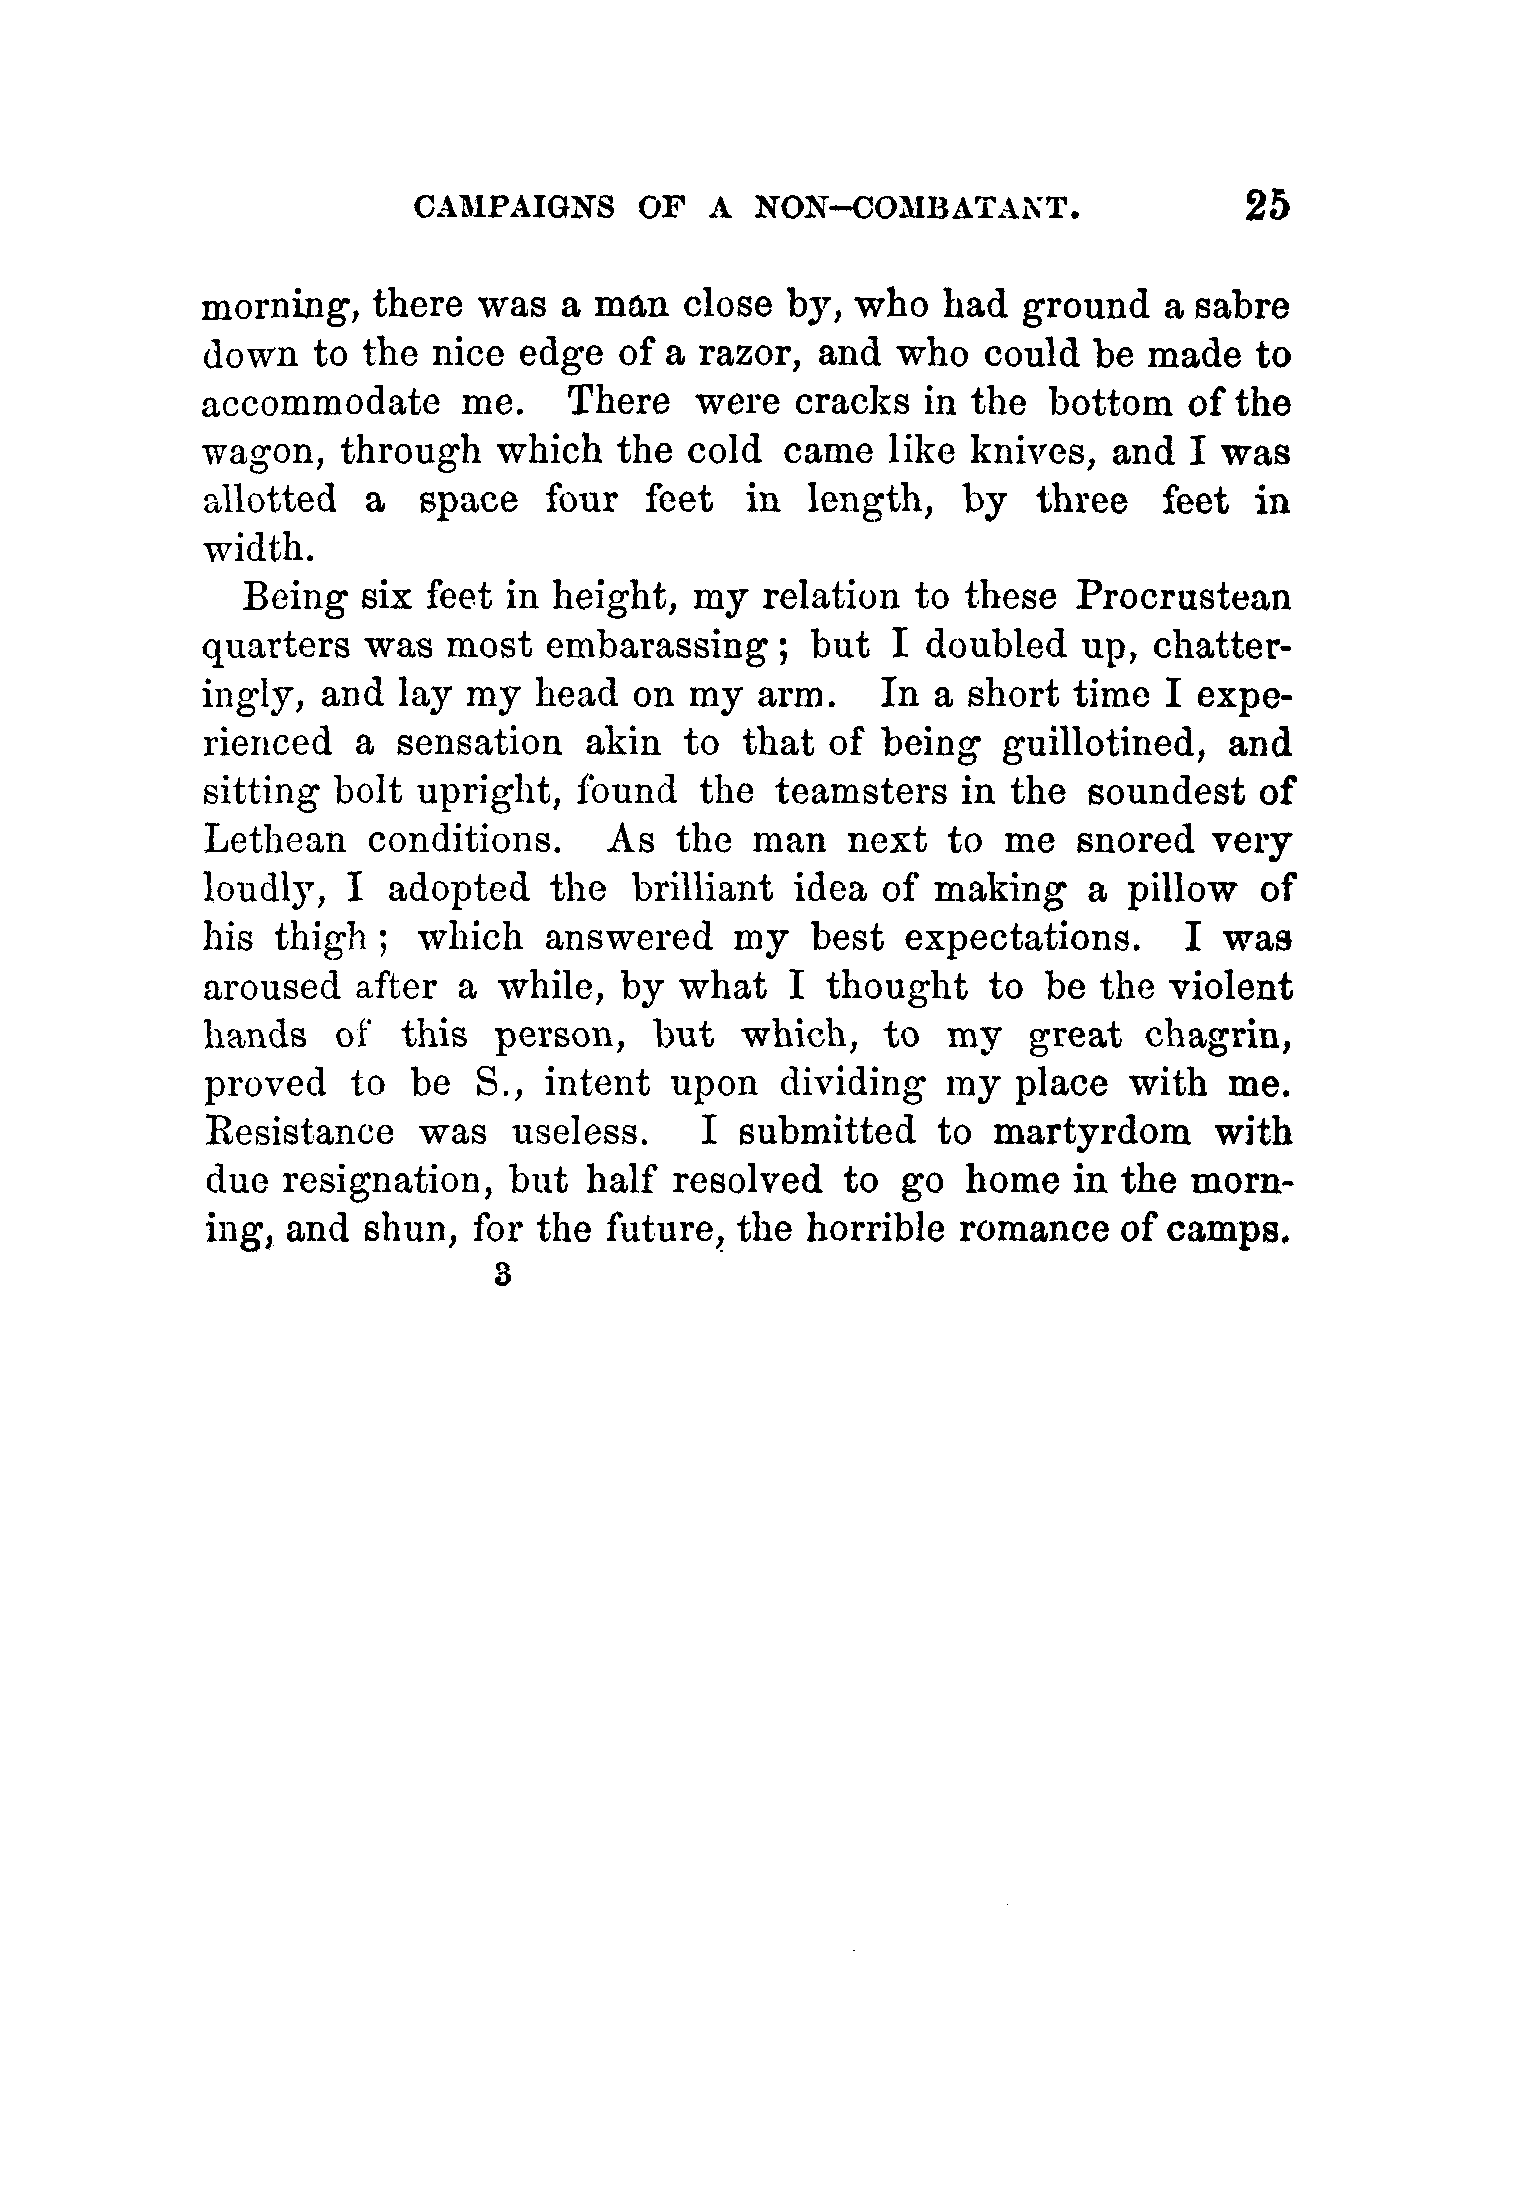 CAMPAIGNS OF A NON-COMBATANT. 25
morning, there was a man close by, who had ground a sabre
down to the nice edge of a razor, and who could be made to
accommodate me. There were cracks in the bottom of the
wagon, through which the cold came like knives, and I was
allotted a space four feet in length, by three feet in
width.
Being six feet in height, my relation to these Procrustean
quarters was most embarassing ; but I doubled up, chatter-
ingly, and lay my head on my arm. In a short time I expe-
rienced a sensation akin to that of being guillotined, and
sitting bolt upright, found the teamsters in the soundest of
Lethean conditions. As the man next to me snored very
loudly, I adopted the brilliant idea of making a pillow of
his thigh ; which answered my best expectations. I was
aroused after a while, by what I thought to be the violent
hands of this person, but which, to my great chagrin,
proved to be S., intent upon dividing my place with me.
Resistance was useless. I submitted to martyrdom with
due resignation, but half resolved to go home in the morn-
ing, and shun, for the future, the horrible romance of camps.
3